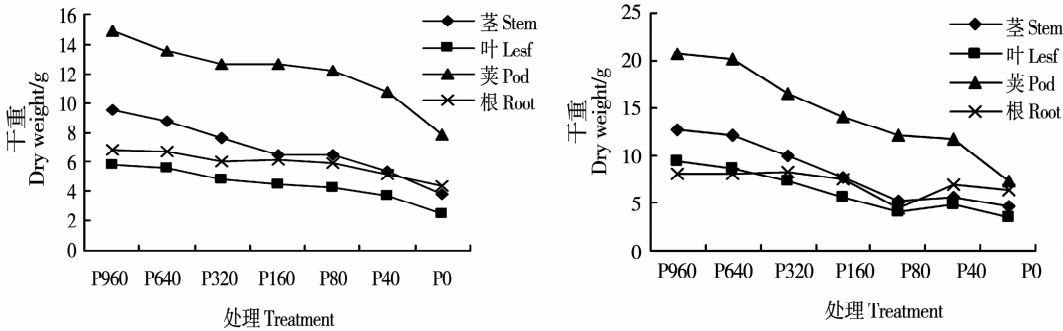 16
14
12
10
8
6
4
2
0
干重
Dry weight/g
茎 Stem
叶 Lesf
荚 Pod
根 Root
P960 P640 P320 P160 P80 P40 P0
处理 Treatment
25
20
15
10
5
0
干重
Dry weight/g
茎 Stem
叶 Lesf
荚 Pod
根 Root
P960 P640 P320 P160 P80 P40 P0
处理 Treatment